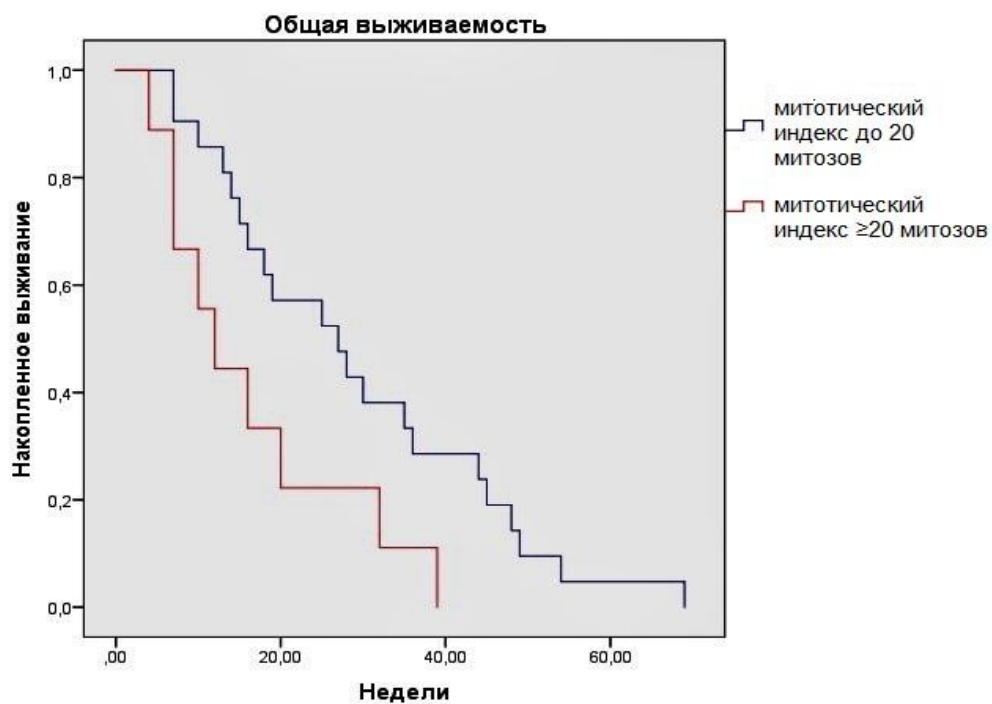 Общая выживаемость
Накопленное выживание
1,0
0,8
0,6
0,4
0,2
0,0
,00
20,00
40,00
60,00
Недели
митотический
индекс до 20
митозов
митотический
индекс ≥20 митозов